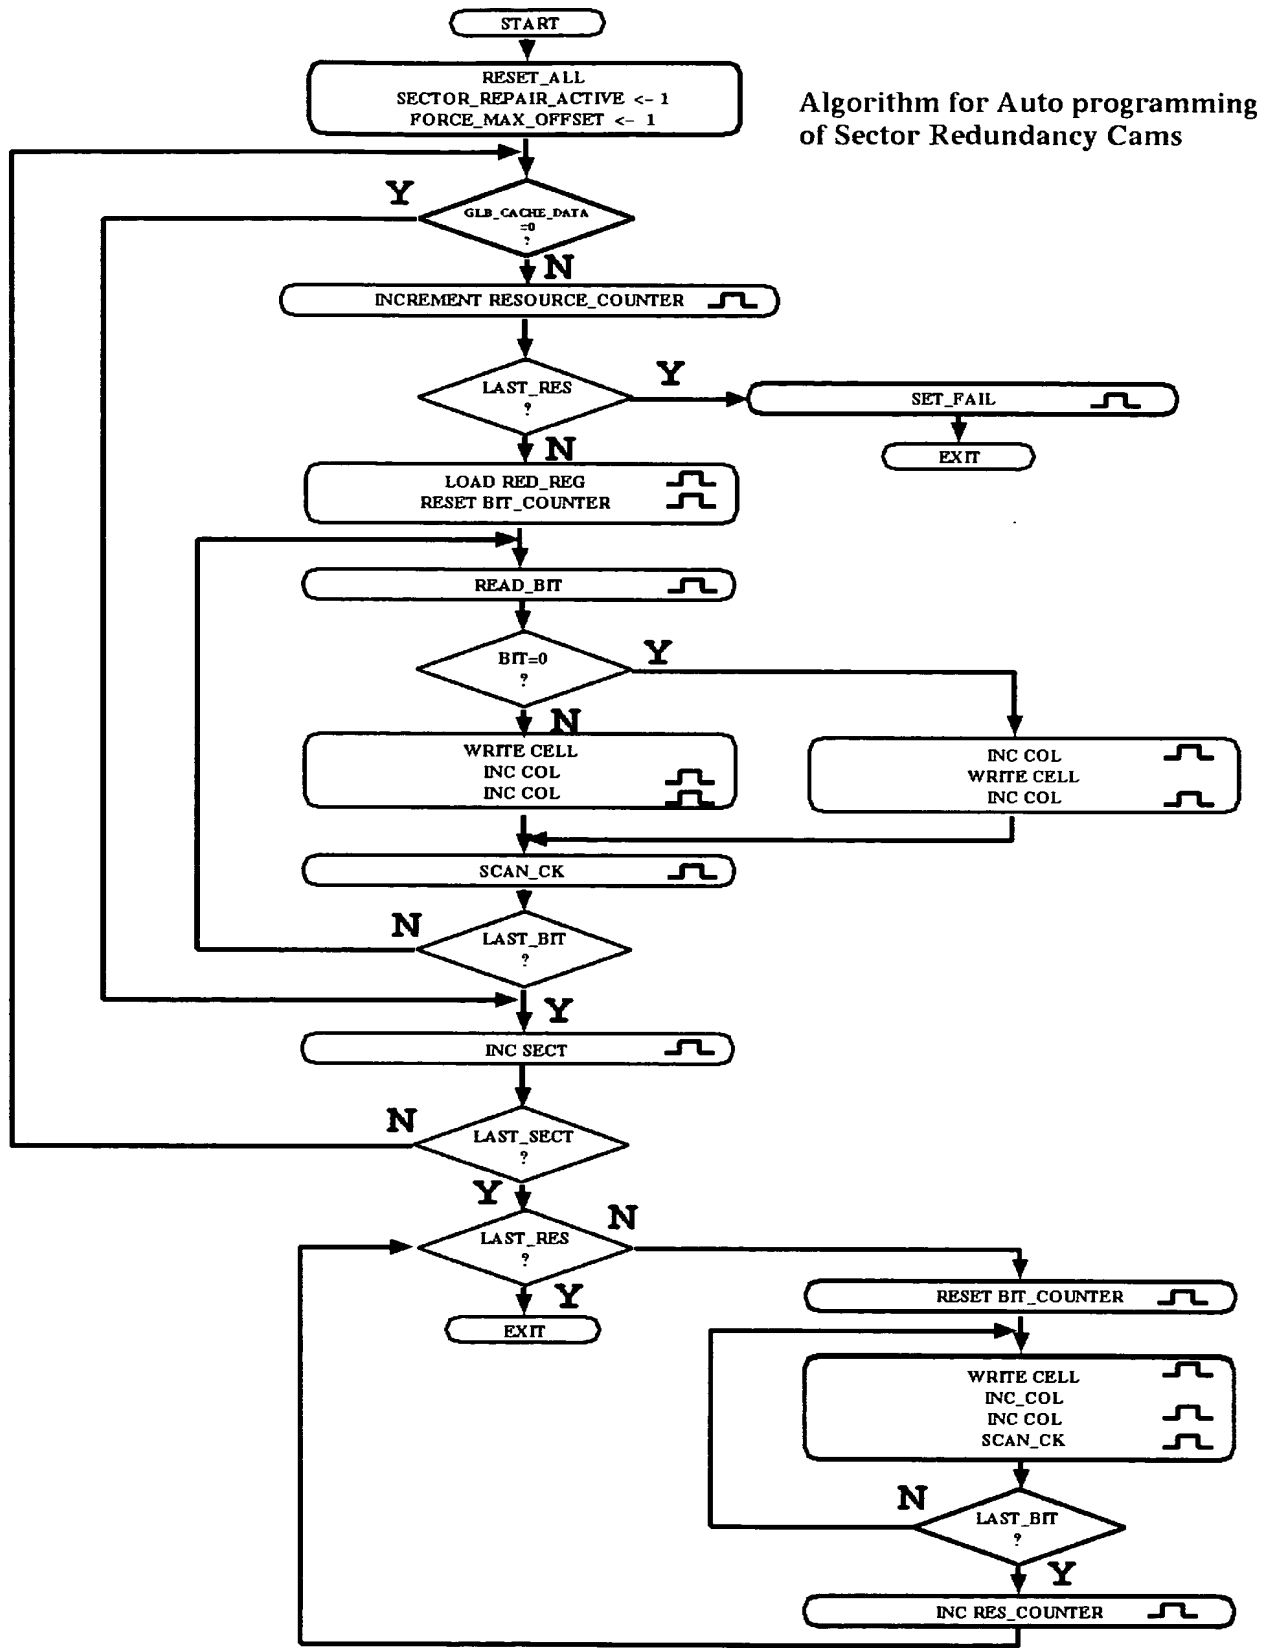 START
RESET_ALL
SECTOR_REPAIR_ACTIVE <- 1
FORCE_MAX_OFFSET <- 1
Algorithm for Auto programming
of Sector Redundancy Cams
Y
GLB_CACHE_DATA
=0
?
N
INCREMENT RESOURCE_COUNTER
LAST_RES
?
Y
SET_FAIL
EXIT
N
LOAD RED_REG
RESET BIT_COUNTER
READ_BIT
BIT=0
?
Y
N
WRITE CELL
INC COL
INC COL
INC COL
WRITE CELL
INC COL
SCAN_CK
N
LAST_BIT
?
Y
INC SECT
N
LAST_SECT
?
Y
LAST_RES
?
N
Y
EXIT
RESET BIT_COUNTER
WRITE CELL
INC_COL
INC COL
SCAN_CK
N
LAST_BIT
?
Y
INC RES_COUNTER